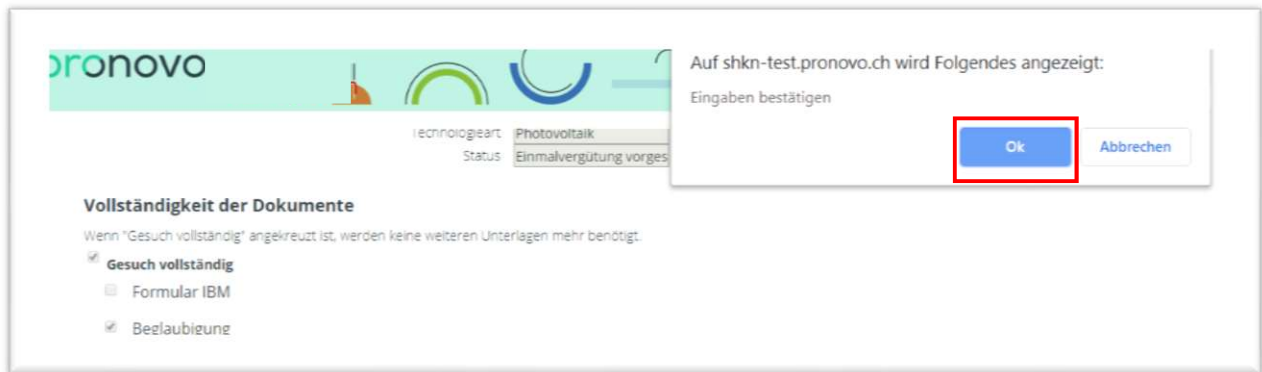 pronovo
Auf shkn-test.pronovo.ch wird Folgendes angezeigt:
Eingaben bestätigen
Ok
Abbrechen
Technologieart Photovoltaik
Status Einmalvergütung vorges
Vollständigkeit der Dokumente
Wenn "Gesuch vollständig" angekreuzt ist, werden keine weiteren Unterlagen mehr benötigt.
Gesuch vollständig
Formular IBM
Beglaubigung